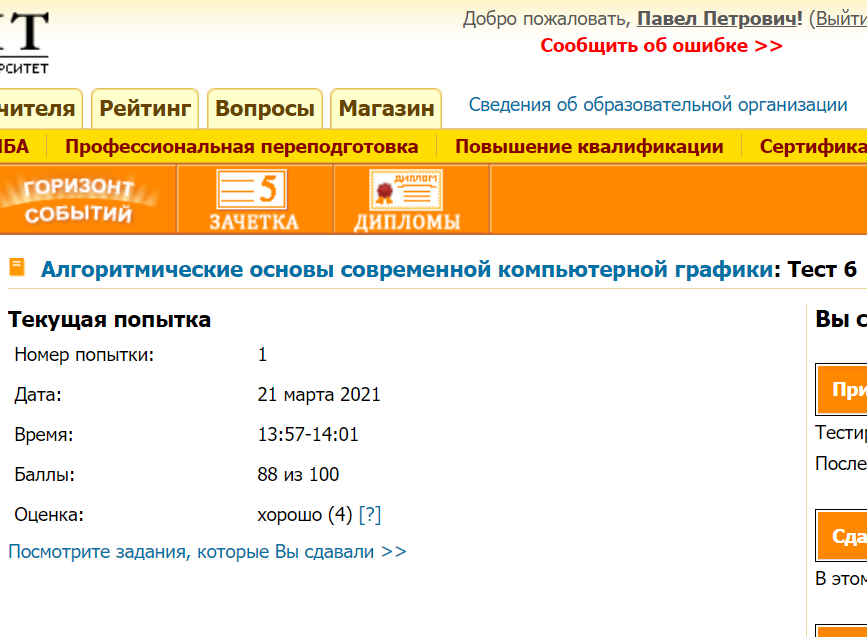 Добро пожаловать, Павел Петрович! (Выйти
Сообщить об ошибке >>
Т
РСИТЕТ
чителя Рейтинг Вопросы Магазин Сведения об образовательной организации
БА Профессиональная переподготовка Повышение квалификации Сертифика
ГОРИЗОНТ СОБЫТИЙ
5 ЗАЧЕТКА
ДИПЛОМ ДИПЛОМЫ
Алгоритмические основы современной компьютерной графики: Тест 6
Текущая попытка
Номер попытки: 1
Дата: 21 марта 2021
Время: 13:57-14:01
Баллы: 88 из 100
Оценка: хорошо (4) [?]
Посмотрите задания, которые Вы сдавали >>
Вы с
При
Тестир
После
Сда
В этом